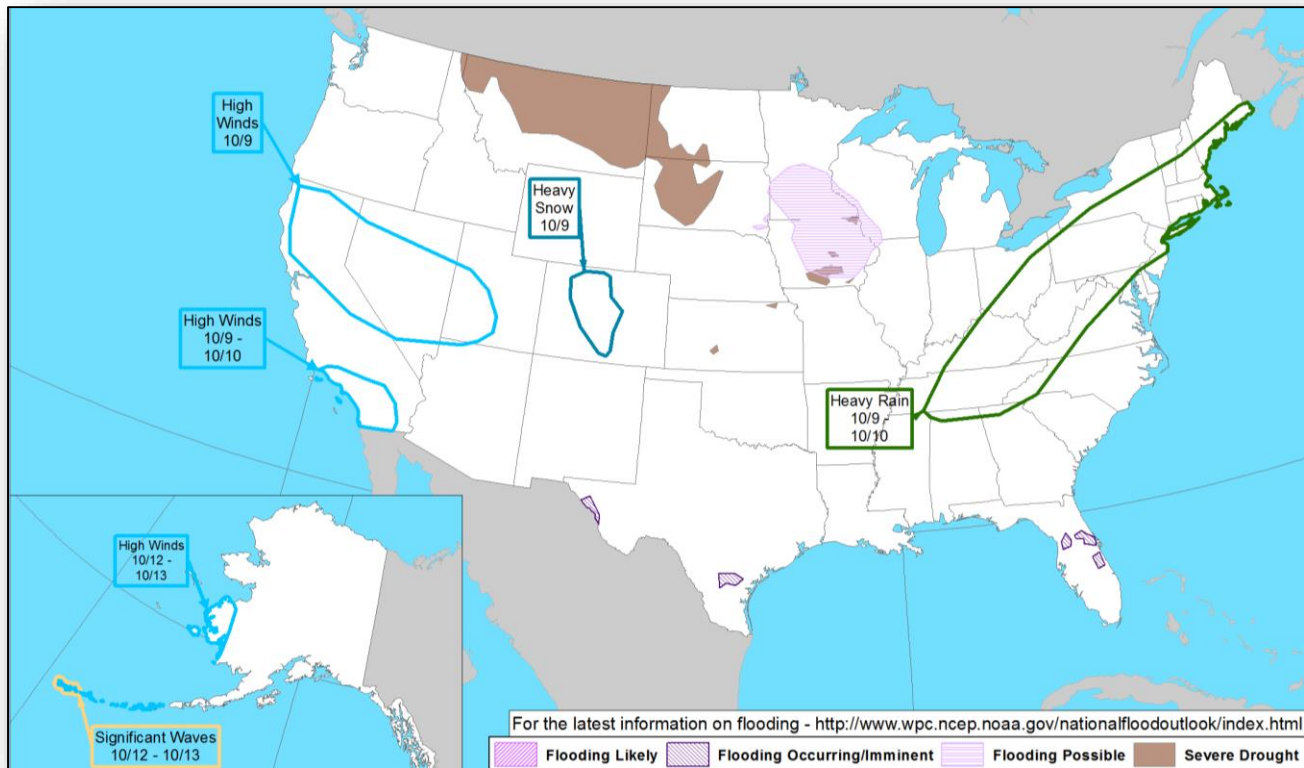 High
Winds
10/9
Heavy
Snow
10/9
High Winds
10/9 -
10/10
Heavy Rain
10/9 -
10/10
High Winds
10/12 -
10/13
Significant Waves
10/12 - 10/13
For the latest information on flooding - http://www.wpc.ncep.noaa.gov/nationalfloodoutlook/index.html
Flooding Likely
Flooding Occurring/Imminent
Flooding Possible
Severe Drought